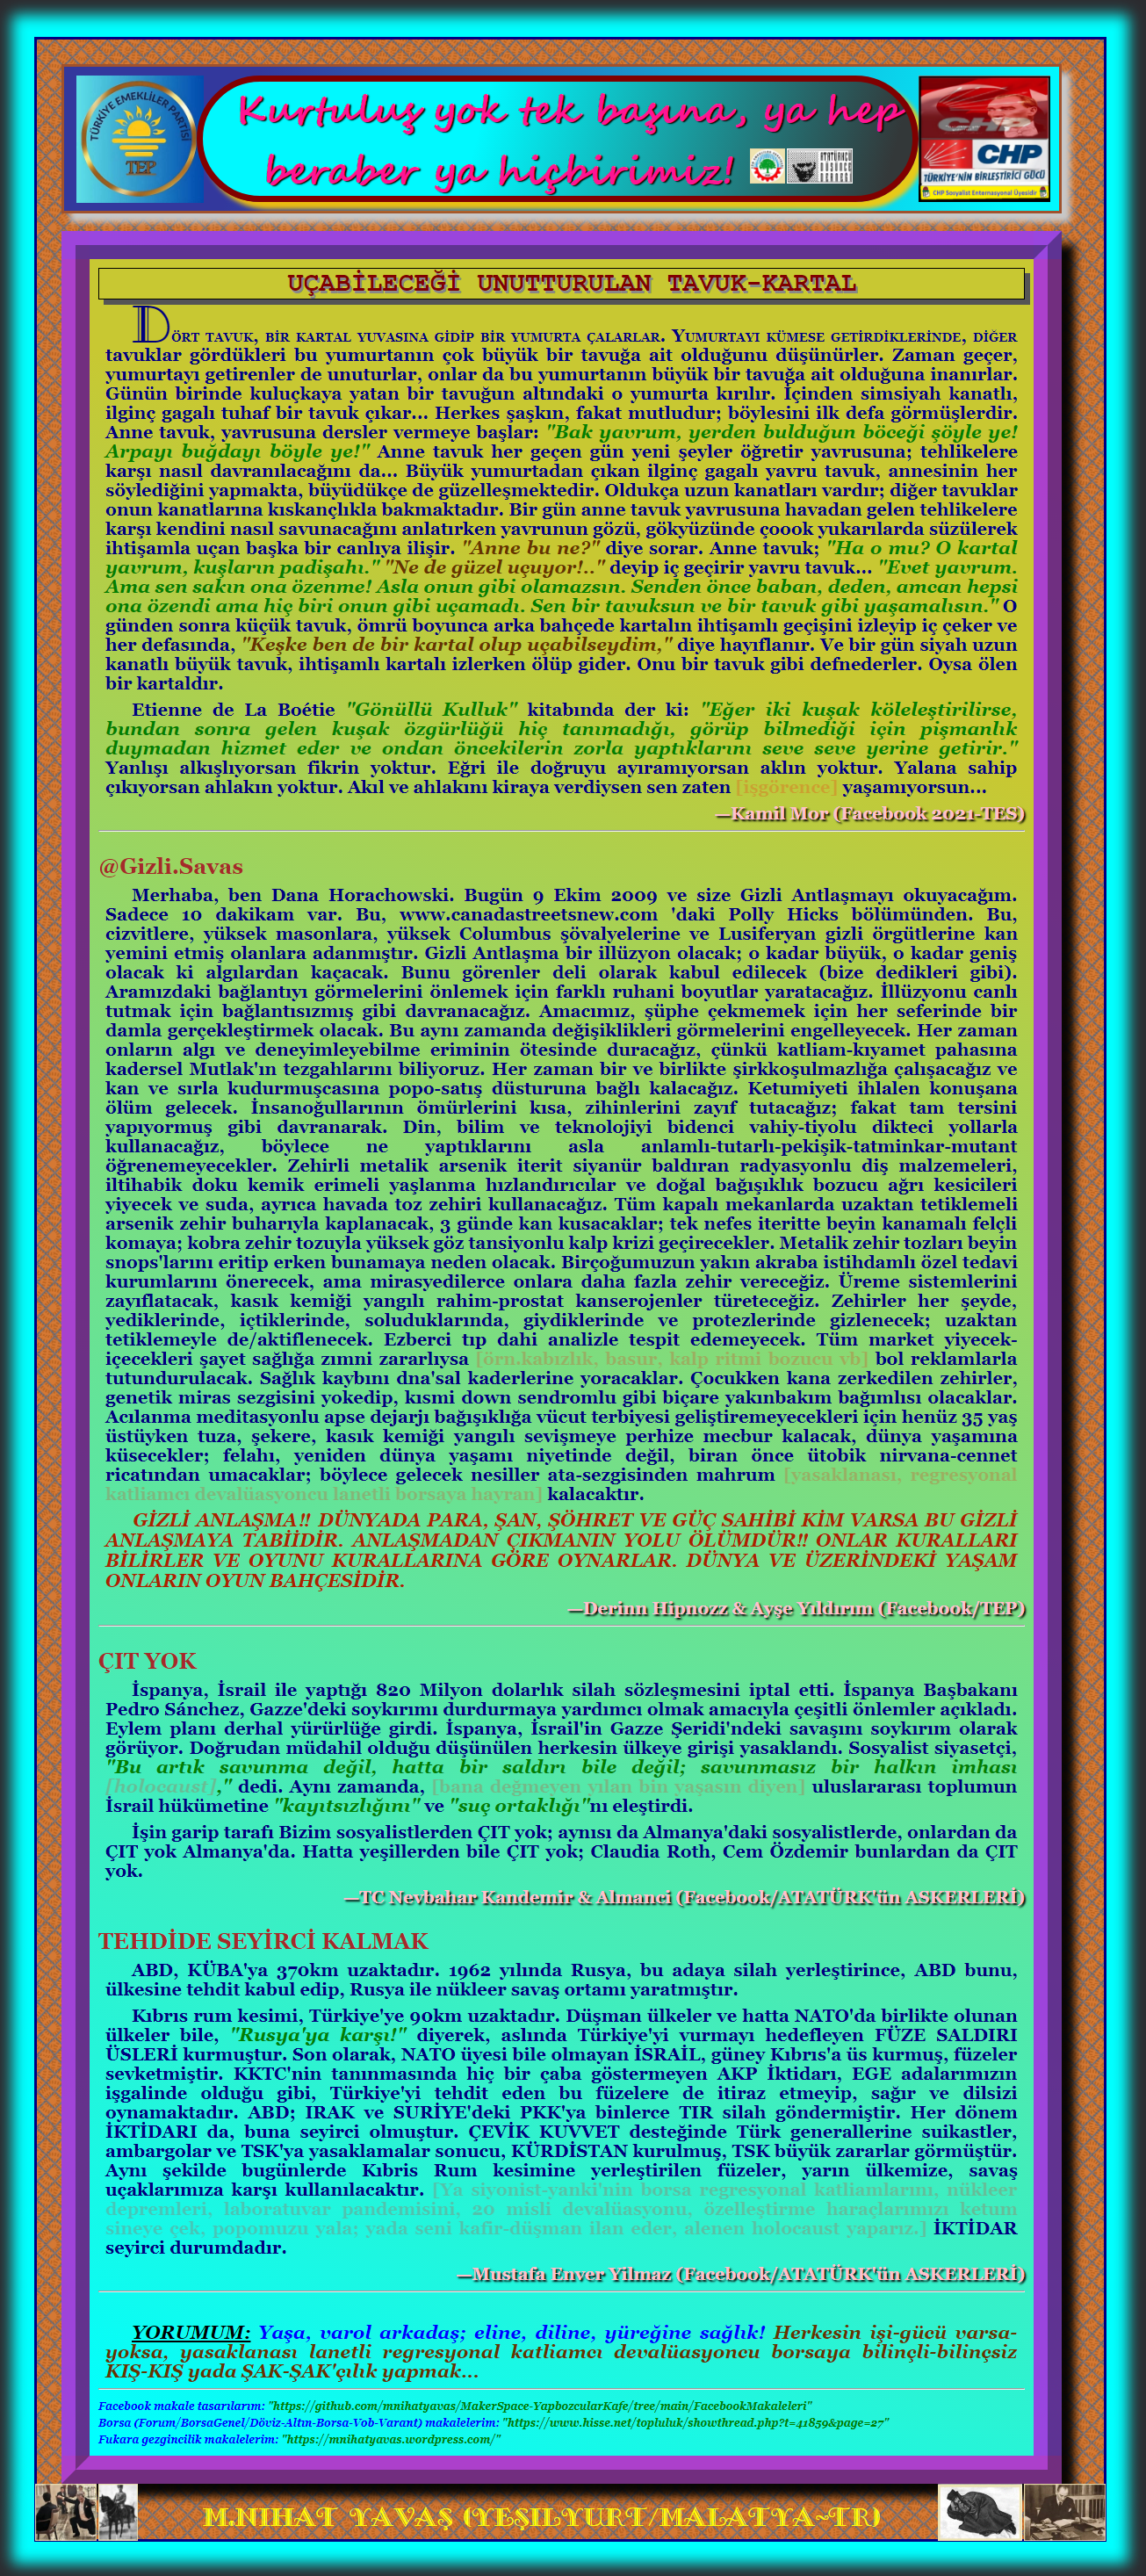 TÜRKİYE EMEKLİLER PARTİSİ
TEP
Kurtuluş yok tek başına, ya hep
beraber ya hiçbirimiz!
ATATÜRKÇÜ
DÜŞÜNCE
DERNEĞİ
CHP
CHP
TÜRKİYE'NİN BİRLEŞTİRİCİ GÜCÜ
CHP Sosyalist Enternasyonal Üyesidir
UÇABİLECEĞİ UNUTTURULAN TAVUK-KARTAL
Dört tavuk, bir kartal yuvasına gidip bir yumurta çalarlar. Yumurtayı kümese getirdiklerinde, diğer
tavuklar gördükleri bu yumurtanın çok büyük bir tavuğa ait olduğunu düşünürler. Zaman geçer,
yumurtayı getirenler de unuturlar, onlar da bu yumurtanın büyük bir tavuğa ait olduğuna inanırlar.
Günün birinde kuluçkaya yatan bir tavuğun altındaki o yumurta kırılır. İçinden simsiyah kanatlı,
ilginç gagalı tuhaf bir tavuk çıkar... Herkes şaşkın, fakat mutludur; böylesini ilk defa görmüşlerdir.
Anne tavuk, yavrusuna dersler vermeye başlar: "Bak yavrum, yerden bulduğun böceği şöyle ye!
Arpayı buğdayı böyle ye!" Anne tavuk her geçen gün yeni şeyler öğretir yavrusuna; tehlikelere
karşı nasıl davranılacağını da... Büyük yumurtadan çıkan ilginç gagalı yavru tavuk, annesinin her
söylediğini yapmakta, büyüdükçe de güzelleşmektedir. Oldukça uzun kanatları vardır; diğer tavuklar
onun kanatlarına kıskançlıkla bakmaktadır. Bir gün anne tavuk yavrusuna havadan gelen tehlikelere
karşı kendini nasıl savunacağını anlatırken yavrunun gözü, gökyüzünde çoook yukarılarda süzülerek
ihtişamla uçan başka bir canlıya ilişir. "Anne bu ne?" diye sorar. Anne tavuk; "Ha o mu? O kartal
yavrum, kuşların padişahı." "Ne de güzel uçuyor!.." deyip iç geçirir yavru tavuk... "Evet yavrum.
Ama sen sakın ona özenme! Asla onun gibi olamazsın. Senden önce baban, deden, amcan hepsi
ona özendi ama hiç biri onun gibi uçamadı. Sen bir tavuksun ve bir tavuk gibi yaşamalısın." O
günden sonra küçük tavuk, ömrü boyunca arka bahçede kartalın ihtişamlı geçişini izleyip iç çeker ve
her defasında, "Keşke ben de bir kartal olup uçabilseydim," diye hayıflanır. Ve bir gün siyah uzun
kanatlı büyük tavuk, ihtişamlı kartalı izlerken ölüp gider. Onu bir tavuk gibi defnederler. Oysa ölen
bir kartaldır.
Etienne de La Boétie "Gönüllü Kulluk" kitabında der ki: "Eğer iki kuşak köleleştirilirse,
bundan sonra gelen kuşak özgürlüğü hiç tanımadığı, görüp bilmediği için pişmanlık
duymadan hizmet eder ve ondan öncekilerin zorla yaptıklarını seve seve yerine getirir."
Yanlışı alkışlıyorsan fikrin yoktur. Eğri ile doğruyu ayıramıyorsan aklın yoktur. Yalana sahip
çıkıyorsan ahlakın yoktur. Akıl ve ahlakını kiraya verdiysen sen zaten [işgörence] yaşamıyorsun...
—Kamil Mor (Facebook 2021-TES)
@Gizli.Savas
Merhaba, ben Dana Horachowski. Bugün 9 Ekim 2009 ve size Gizli Antlaşmayı okuyacağım.
Sadece 10 dakikam var. Bu, www.canadastreetsnew.com 'daki Polly Hicks bölümünden. Bu,
cizvitlere, yüksek masonlara, yüksek Columbus şövalyelerine ve Lusiferyan gizli örgütlerine kan
yemini etmiş olanlara adanmıştır. Gizli Antlaşma bir illüzyon olacak; o kadar büyük, o kadar geniş
olacak ki algılardan kaçacak. Bunu görenler deli olarak kabul edilecek (bize dedikleri gibi).
Aramızdaki bağlantıyı görmelerini önlemek için farklı ruhani boyutlar yaratacağız. İllüzyonu canlı
tutmak için bağlantısızmış gibi davranacağız. Amacımız, şüphe çekmemek için her seferinde bir
damla gerçekleştirmek olacak. Bu aynı zamanda değişiklikleri görmelerini engelleyecek. Her zaman
onların algı ve deneyimleyebilme eriminin ötesinde duracağız, çünkü katliam-kıyamet pahasına
kadersel Mutlak'ın tezgahlarını biliyoruz. Her zaman bir ve birlikte şirkkoşulmazlığa çalışacağız ve
kan ve sırla kudurmuşcasına popo-satış düsturuna bağlı kalacağız. Ketumiyeti ihlalen konuşana
ölüm gelecek. İnsanoğullarının ömürlerini kısa, zihinlerini zayıf tutacağız; fakat tam tersini
yapıyormuş gibi davranarak. Din, bilim ve teknolojiyi bidenci vahiy-tiyolu dikteci yollarla
kullanacağız, böylece ne yaptıklarını asla anlamlı-tutarlı-pekişik-tatminkar-mutant
öğrenemeyecekler. Zehirli metalik arsenik iterit siyanür baldıran radyasyonlu diş malzemeleri,
iltihabik doku kemik erimeli yaşlanma hızlandırıcılar ve doğal bağışıklık bozucu ağrı kesicileri
yiyecek ve suda, ayrıca havada toz zehiri kullanacağız. Tüm kapalı mekanlarda uzaktan tetiklemeli
arsenik zehir buharıyla kaplanacak, 3 günde kan kusacaklar; tek nefes iteritte beyin kanamalı felçli
komaya; kobra zehir tozuyla yüksek göz tansiyonlu kalp krizi geçirecekler. Metalik zehir tozları beyin
snops'larını eritip erken bunamaya neden olacak. Birçoğumuzun yakın akraba istihdamlı özel tedavi
kurumlarını önerecek, ama mirasyedilerce onlara daha fazla zehir vereceğiz. Üreme sistemlerini
zayıflatacak, kasık kemiği yangılı rahim-prostat kanserojenler türeteceğiz. Zehirler her şeyde,
yediklerinde, içtiklerinde, soluduklarında, giydiklerinde ve protezlerinde gizlenecek; uzaktan
tetiklemeyle de/aktiflenecek. Ezberci tıp dahi analizle tespit edemeyecek. Tüm market yiyecek-
içecekleri şayet sağlığa zımni zararlıysa [örn.kabızlık, basur, kalp ritmi bozucu vb] bol reklamlarla
tutundurulacak. Sağlık kaybını dna'sal kaderlerine yoracaklar. Çocukken kana zerkedilen zehirler,
genetik miras sezgisini yokedip, kısmi down sendromlu gibi biçare yakınbakım bağımlısı olacaklar.
Acılanma meditasyonlu apse dejarjı bağışıklığa vücut terbiyesi geliştiremeyecekleri için henüz 35 yaş
üstüyken tuza, şekere, kasık kemiği yangılı sevişmeye perhize mecbur kalacak, dünya yaşamına
küsecekler; felahı, yeniden dünya yaşamı niyetinde değil, biran önce ütobik nirvana-cennet
ricatından umacaklar; böylece gelecek nesiller ata-sezgisinden mahrum [yasaklanası, regresyonal
katliamcı devalüasyoncu lanetli borsaya hayran] kalacaktır.
GİZLİ ANLAŞMA!! DÜNYADA PARA, ŞAN, ŞÖHRET VE GÜÇ SAHİBİ KİM VARSA BU GİZLİ
ANLAŞMAYA TABİİDİR. ANLAŞMADAN ÇIKMANIN YOLU ÖLÜMDÜR!! ONLAR KURALLARI
BİLİRLER VE OYUNU KURALLARINA GÖRE OYNARLAR. DÜNYA VE ÜZERİNDEKİ YAŞAM
ONLARIN OYUN BAHÇESİDİR.
—Derinn Hipnozz & Ayşe Yıldırım (Facebook/TEP)
ÇIT YOK
İspanya, İsrail ile yaptığı 820 Milyon dolarlık silah sözleşmesini iptal etti. İspanya Başbakanı
Pedro Sánchez, Gazze'deki soykırımı durdurmaya yardımcı olmak amacıyla çeşitli önlemler açıkladı.
Eylem planı derhal yürürlüğe girdi. İspanya, İsrail'in Gazze Şeridi'ndeki savaşını soykırım olarak
görüyor. Doğrudan müdahil olduğu düşünülen herkesin ülkeye girişi yasaklandı. Sosyalist siyasetçi,
"Bu artık savunma değil, hatta bir saldırı bile değil; savunmasız bir halkın imhası
[holocaust]," dedi. Aynı zamanda, [bana değmeyen yılan bin yaşasın diyen] uluslararası toplumun
İsrail hükümetine "kayıtsızlığını" ve "suç ortaklığı"nı eleştirdi.
İşin garip tarafı Bizim sosyalistlerden ÇIT yok; aynısı da Almanya'daki sosyalistlerde, onlardan da
ÇIT yok Almanya'da. Hatta yeşillerden bile ÇIT yok; Claudia Roth, Cem Özdemir bunlardan da ÇIT
yok.
—TC Nevbahar Kandemir & Almanci (Facebook/ATATÜRK'ün ASKERLERİ)
TEHDİDE SEYİRCİ KALMAK
ABD, KÜBA'ya 370km uzaktadır. 1962 yılında Rusya, bu adaya silah yerleştirince, ABD bunu,
ülkesine tehdit kabul edip, Rusya ile nükleer savaş ortamı yaratmıştır.
Kıbrıs rum kesimi, Türkiye'ye 90km uzaktadır. Düşman ülkeler ve hatta NATO'da birlikte olunan
ülkeler bile, "Rusya'ya karşı!" diyerek, aslında Türkiye'yi vurmayı hedefleyen FÜZE SALDIRI
ÜSLERİ kurmuştur. Son olarak, NATO üyesi bile olmayan İSRAİL, güney Kıbrıs'a üs kurmuş, füzeler
sevketmiştir. KKTC'nin tanınmasında hiç bir çaba göstermeyen AKP İktidarı, EGE adalarımızın
işgalinde olduğu gibi, Türkiye'yi tehdit eden bu füzelere de itiraz etmeyip, sağır ve dilsizi
oynamaktadır. ABD; IRAK ve SURİYE'deki PKK'ya binlerce TIR silah göndermiştir. Her dönem
İKTİDARI da, buna seyirci olmuştur. ÇEVİK KUVVET desteğinde Türk generallerine suikastler,
ambargolar ve TSK'ya yasaklamalar sonucu, KÜRDİSTAN kurulmuş, TSK büyük zararlar görmüştür.
Aynı şekilde bugünlerde Kıbris Rum kesimine yerleştirilen füzeler, yarın ülkemize, savaş
uçaklarımıza karşı kullanılacaktır. [Ya siyonist-yanki'nin borsa regresyonal katliamlarını, nükleer
depremleri, laboratuvar pandemisini, 20 misli devalüasyonu, özelleştirme haraçlarımızı ketum
sineye çek, popomuzu yala; yada seni kafir-düşman ilan eder, alenen holocaust yaparız.] İKTİDAR
seyirci durumdadır.
—Mustafa Enver Yilmaz (Facebook/ATATÜRK'ün ASKERLERİ)
YORUMUM: Yaşa, varol arkadaş; eline, diline, yüreğine sağlık! Herkesin işi-gücü varsa-
yoksa, yasaklanası lanetli regresyonal katliamcı devalüasyoncu borsaya bilinçli-bilinçsiz
KIŞ-KIŞ yada ŞAK-ŞAK'çılık yapmak...
Facebook makale tasarılarım: "https://github.com/mnihatyavas/MakerSpace-YapbozcularKafe/tree/main/FacebookMakaleleri"
Borsa (Forum/BorsaGenel/Döviz-Altın-Borsa-Vob-Varant) makalelerim: "https://www.hisse.net/topluluk/showthread.php?t=41859&page=27"
Fukara gezgincilik makalelerim: "https://mnihatyavas.wordpress.com/"
M.NIHAT YAVAŞ (YEŞILYURT/MALATYA~TR)